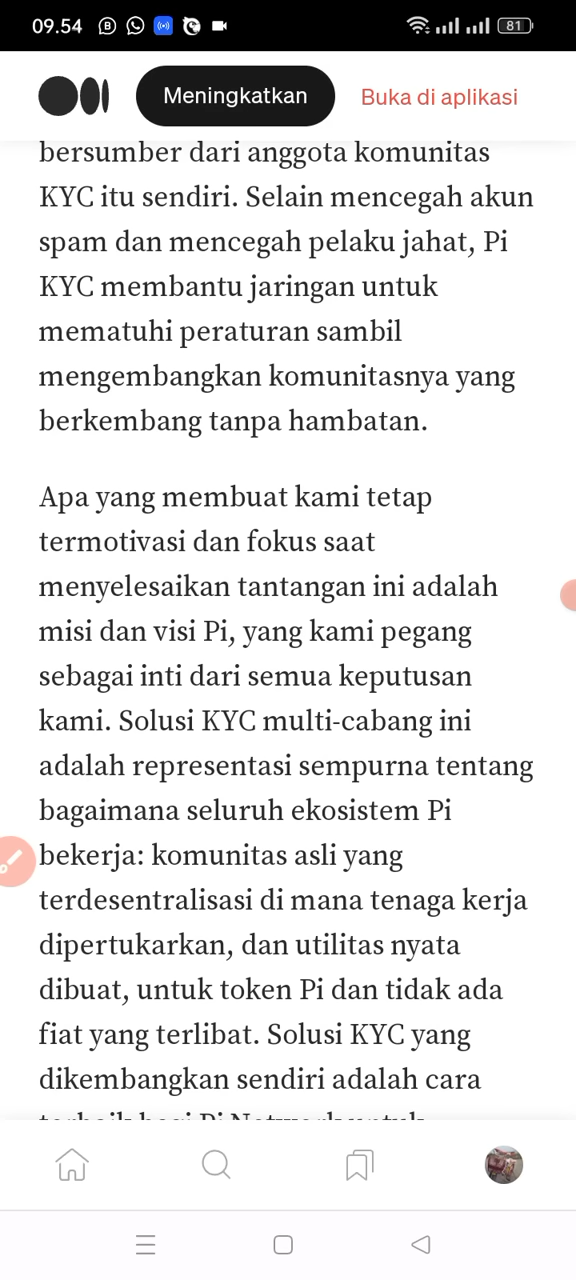 09.54
81
Meningkatkan
Buka di aplikasi
bersumber dari anggota komunitas
KYC itu sendiri. Selain mencegah akun
spam dan mencegah pelaku jahat, Pi
KYC membantu jaringan untuk
mematuhi peraturan sambil
mengembangkan komunitasnya yang
berkembang tanpa hambatan.
Apa yang membuat kami tetap
termotivasi dan fokus saat
menyelesaikan tantangan ini adalah
misi dan visi Pi, yang kami pegang
sebagai inti dari semua keputusan
kami. Solusi KYC multi-cabang ini
adalah representasi sempurna tentang
bagaimana seluruh ekosistem Pi
bekerja: komunitas asli yang
terdesentralisasi di mana tenaga kerja
dipertukarkan, dan utilitas nyata
dibuat, untuk token Pi dan tidak ada
fiat yang terlibat. Solusi KYC yang
dikembangkan sendiri adalah cara